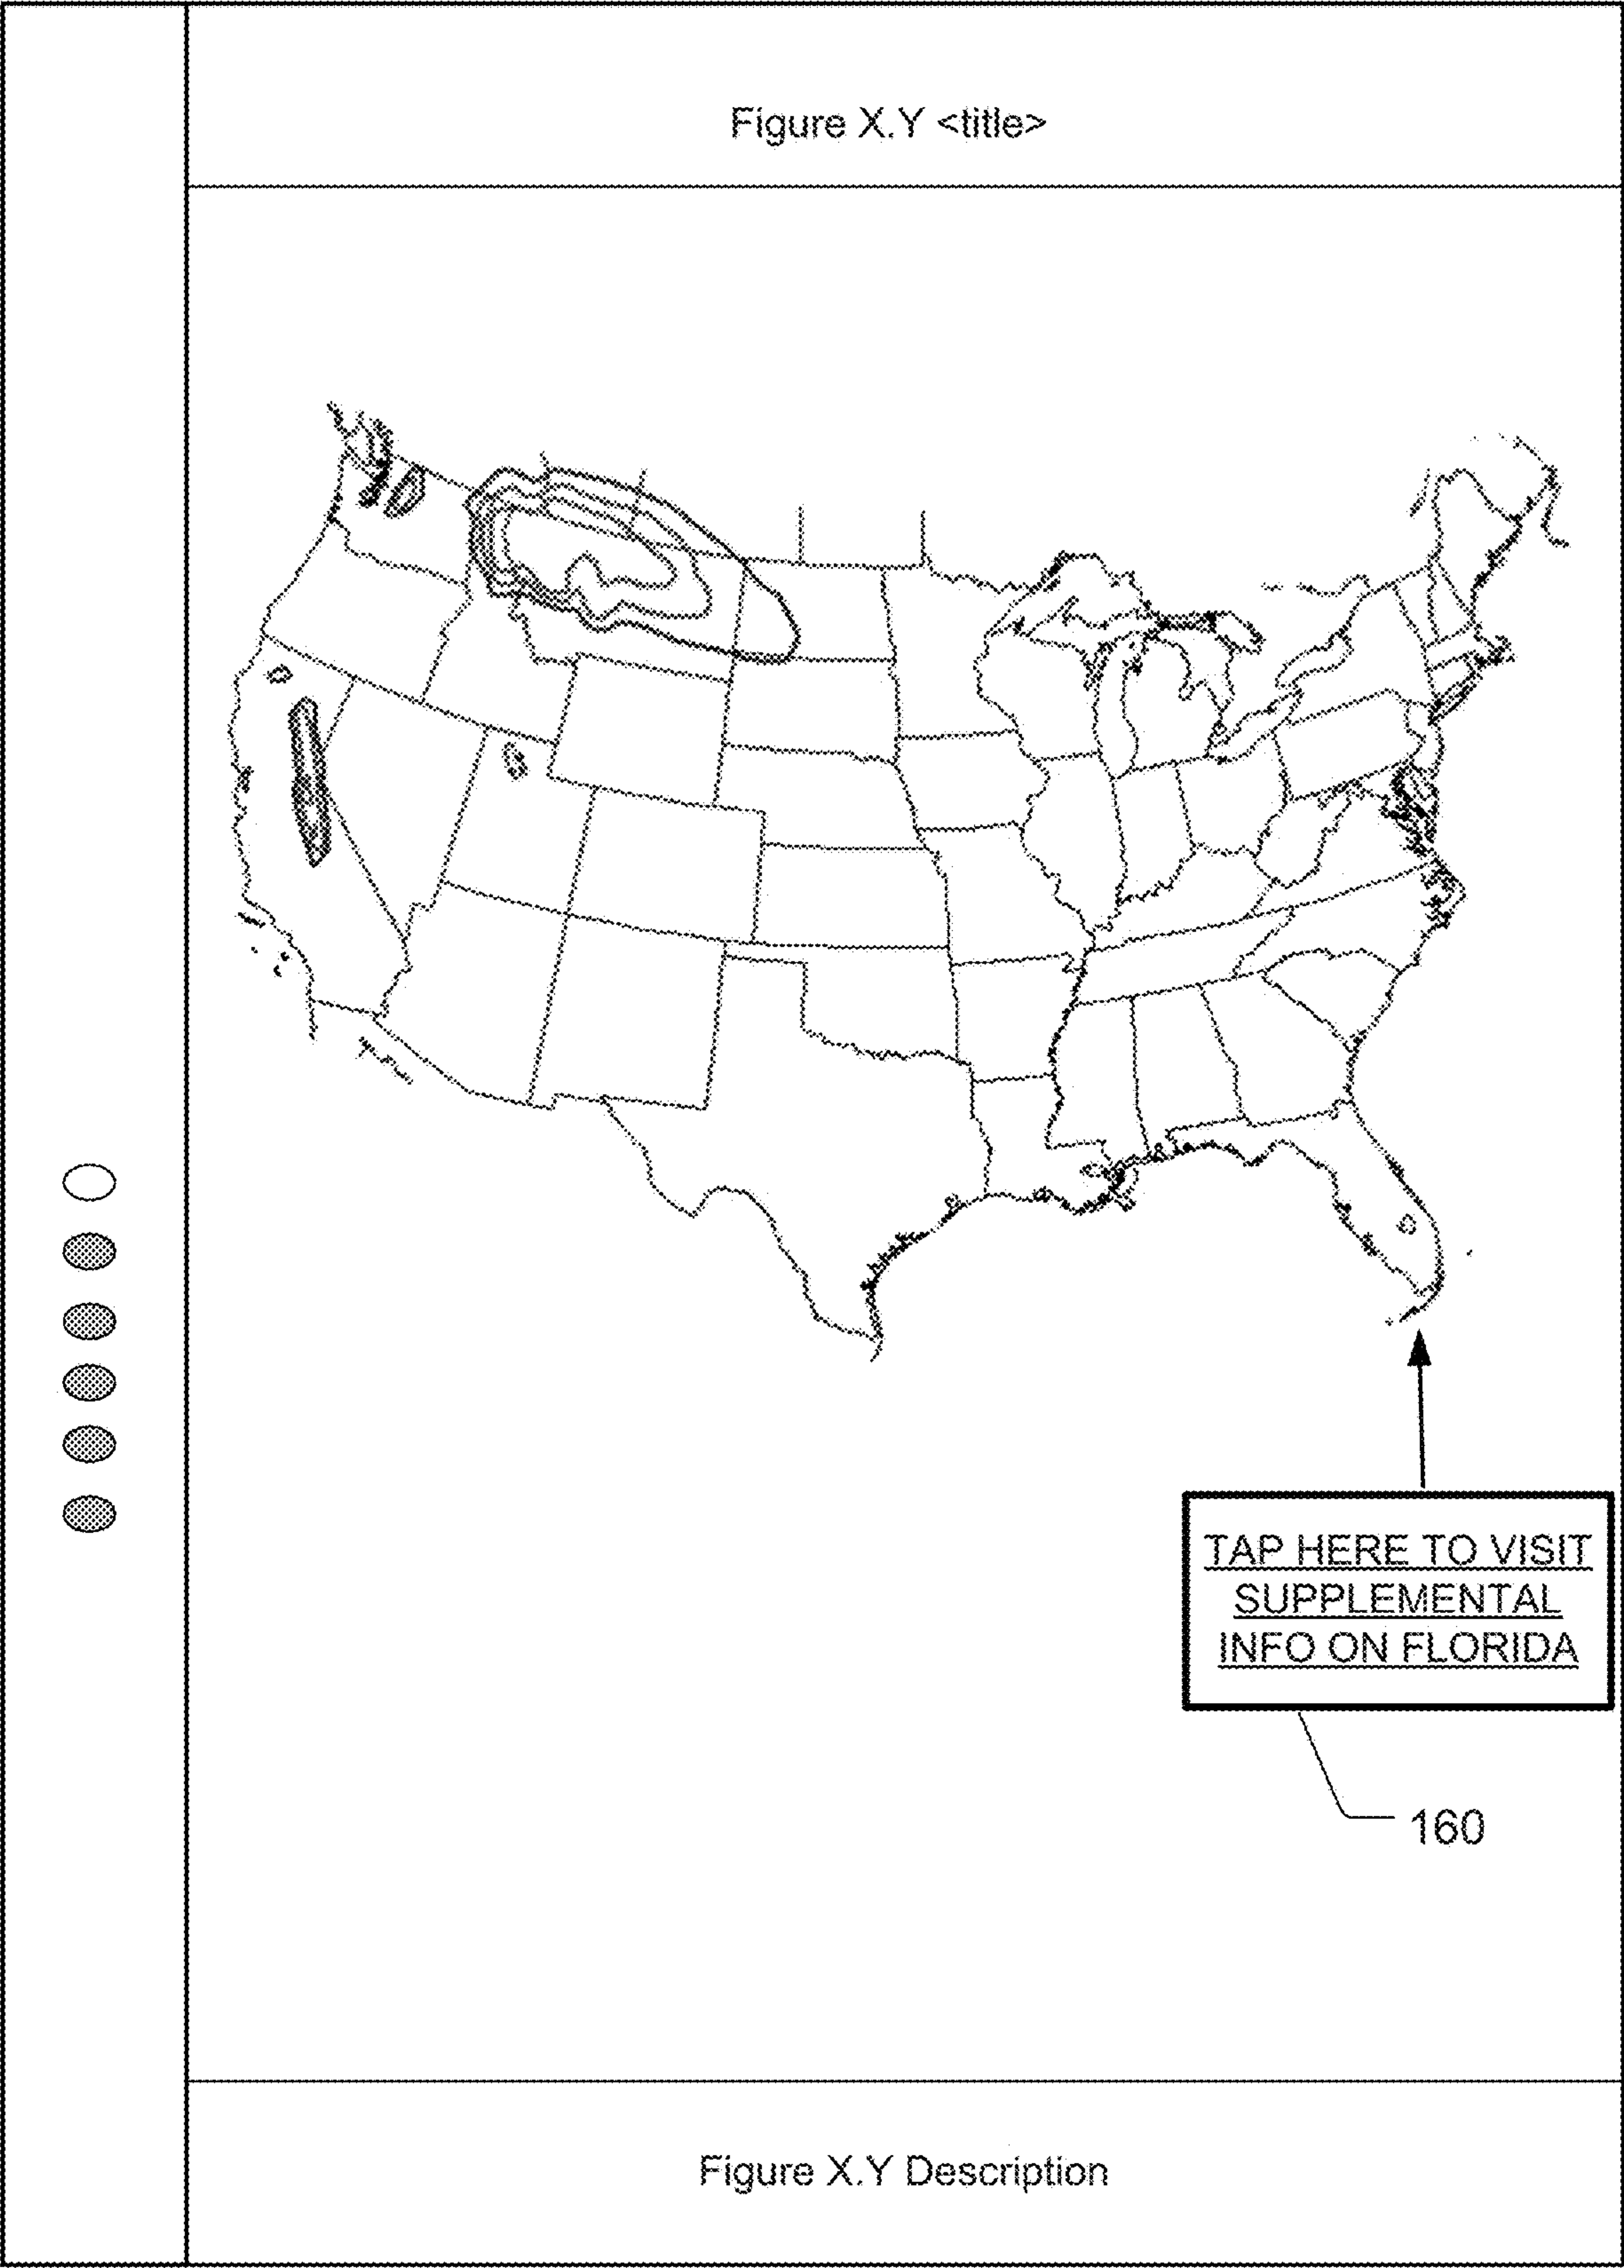 Figure X.Y <title>
TAP HERE TO VISIT
SUPPLEMENTAL
INFO ON FLORIDA
160
Figure X.Y Description